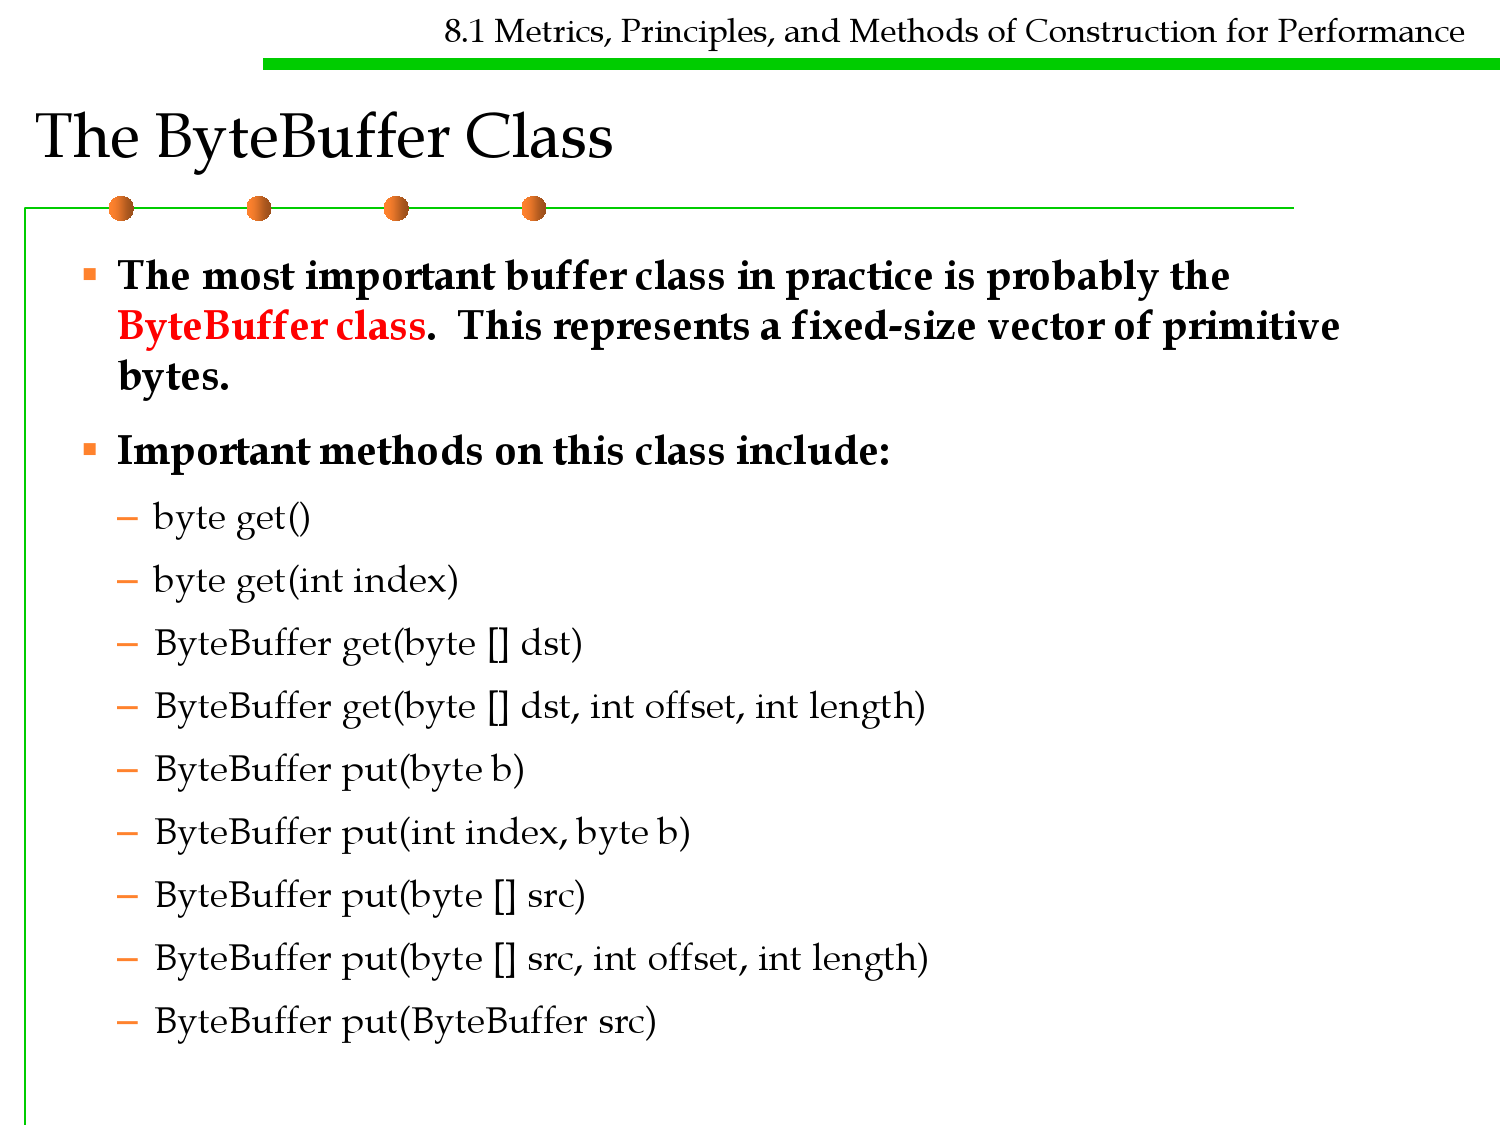 8.1 Metrics, Principles, and Methods of Construction for Performance
The ByteBuffer Class
▪ The most important buffer class in practice is probably the
ByteBuffer class.  This represents a fixed-size vector of primitive
bytes.
▪ Important methods on this class include:
– byte get()
– byte get(int index)
– ByteBuffer get(byte [] dst)
– ByteBuffer get(byte [] dst, int offset, int length)
– ByteBuffer put(byte b)
– ByteBuffer put(int index, byte b)
– ByteBuffer put(byte [] src)
– ByteBuffer put(byte [] src, int offset, int length)
– ByteBuffer put(ByteBuffer src)